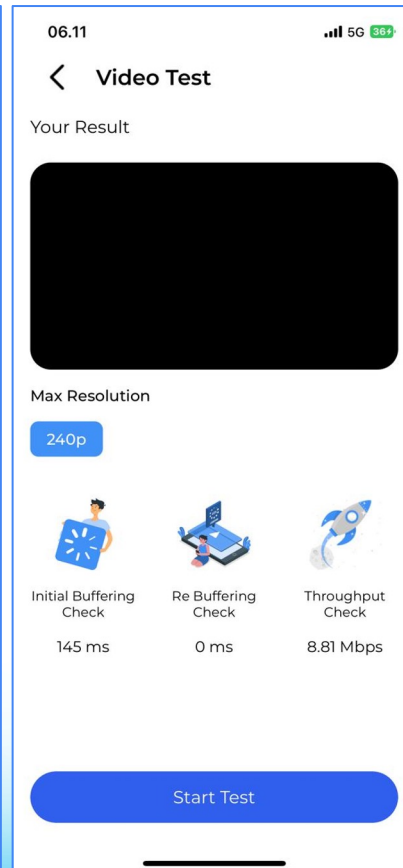 06.11
5G 36
Video Test
Your Result
Max Resolution
240p
Initial Buffering
Check
145 ms
Re Buffering
Check
0 ms
Throughput
Check
8.81 Mbps
Start Test